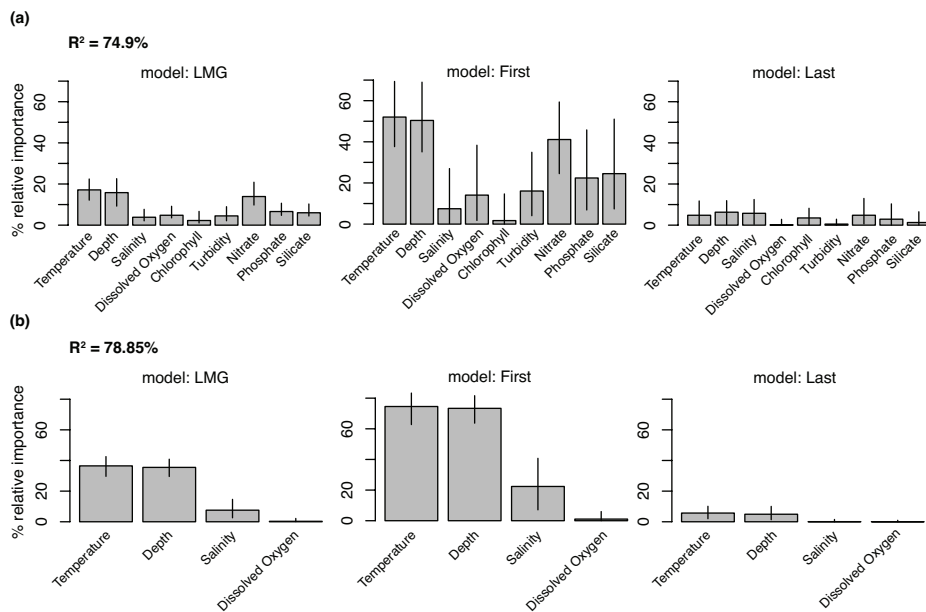 (a)
R² = 74.9%
model: LMG
% relative importance
0
20
40
60
Temperature
Depth
Salinity
Dissolved Oxygen
Chlorophyll
Turbidity
Nitrate
Phosphate
Silicate
model: First
0
20
40
60
Temperature
Depth
Salinity
Dissolved Oxygen
Chlorophyll
Turbidity
Nitrate
Phosphate
Silicate
model: Last
0
20
40
60
Temperature
Depth
Salinity
Dissolved Oxygen
Chlorophyll
Turbidity
Nitrate
Phosphate
Silicate
(b)
R² = 78.85%
model: LMG
% relative importance
0
20
60
Temperature
Depth
Salinity
Dissolved Oxygen
model: First
0
20
60
Temperature
Depth
Salinity
Dissolved Oxygen
model: Last
0
20
60
Temperature
Depth
Salinity
Dissolved Oxygen